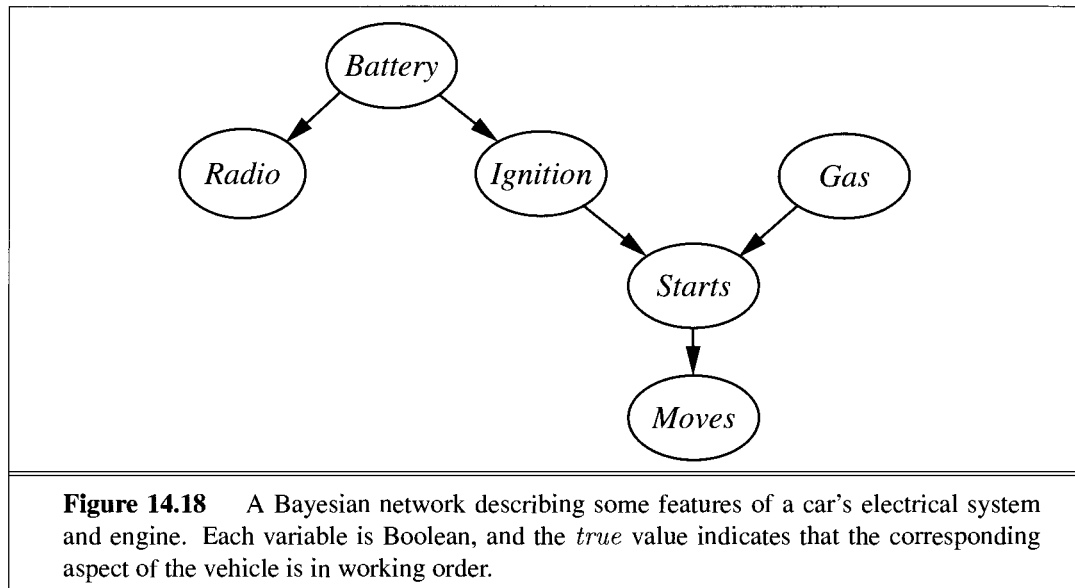 Battery
Radio
Ignition
Gas
Starts
Moves
Figure 14.18 A Bayesian network describing some features of a car's electrical system
and engine. Each variable is Boolean, and the true value indicates that the corresponding
aspect of the vehicle is in working order.